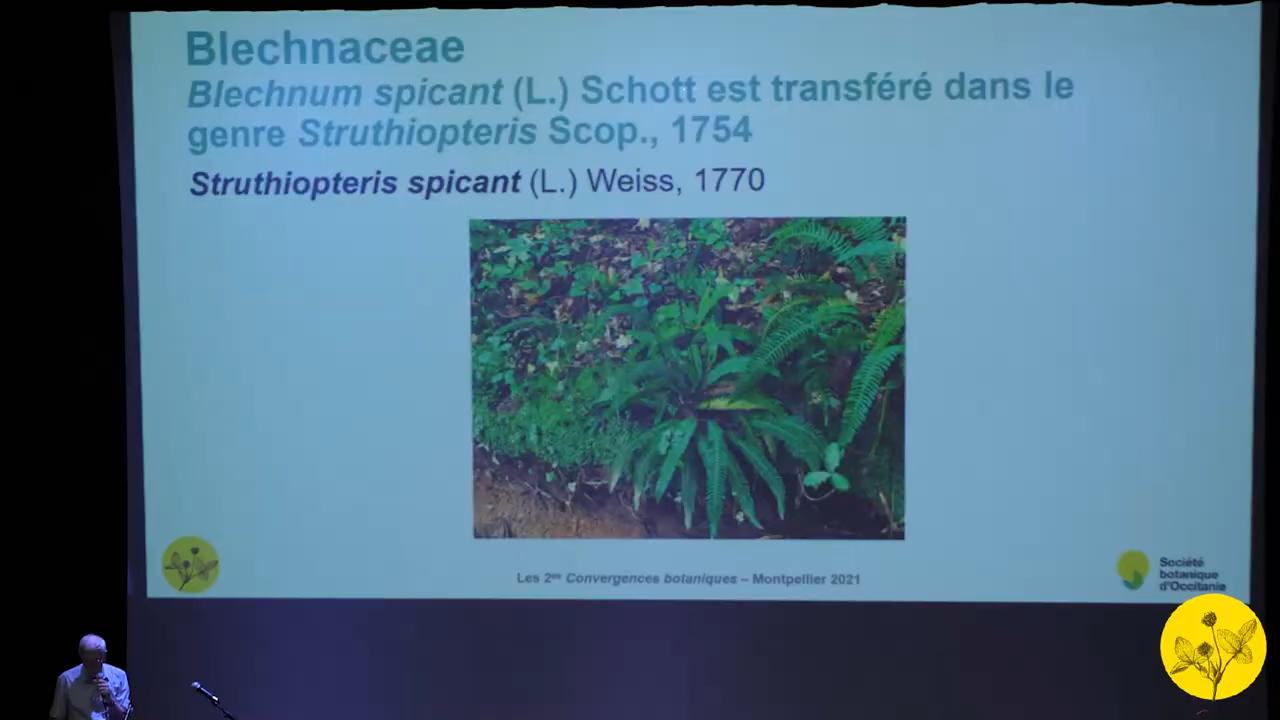 Blechnaceae
Blechnum spicant (L.) Schott est transféré dans le
genre Struthiopteris Scop., 1754
Struthiopteris spicant (L.) Weiss, 1770
Les 2es Convergences botaniques – Montpellier 2021
Société
botanique
d'Occitanie